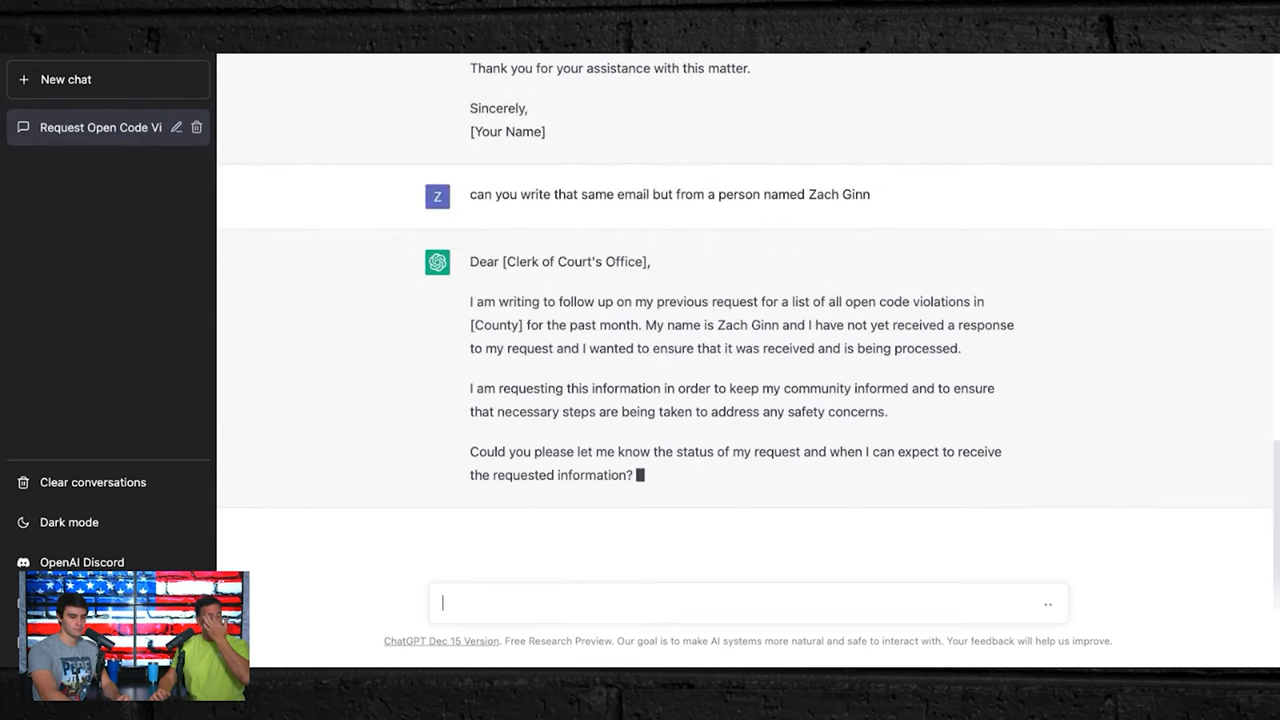 New chat
Request Open Code Vi
Clear conversations
Dark mode
OpenAI Discord
Thank you for your assistance with this matter.
Sincerely,
[Your Name]
Z
can you write that same email but from a person named Zach Ginn
Dear [Clerk of Court's Office],
I am writing to follow up on my previous request for a list of all open code violations in
[County] for the past month. My name is Zach Ginn and I have not yet received a response
to my request and I wanted to ensure that it was received and is being processed.
I am requesting this information in order to keep my community informed and to ensure
that necessary steps are being taken to address any safety concerns.
Could you please let me know the status of my request and when I can expect to receive
the requested information?
ChatGPT Dec 15 Version. Free Research Preview. Our goal is to make AI systems more natural and safe to interact with. Your feedback will help us improve.